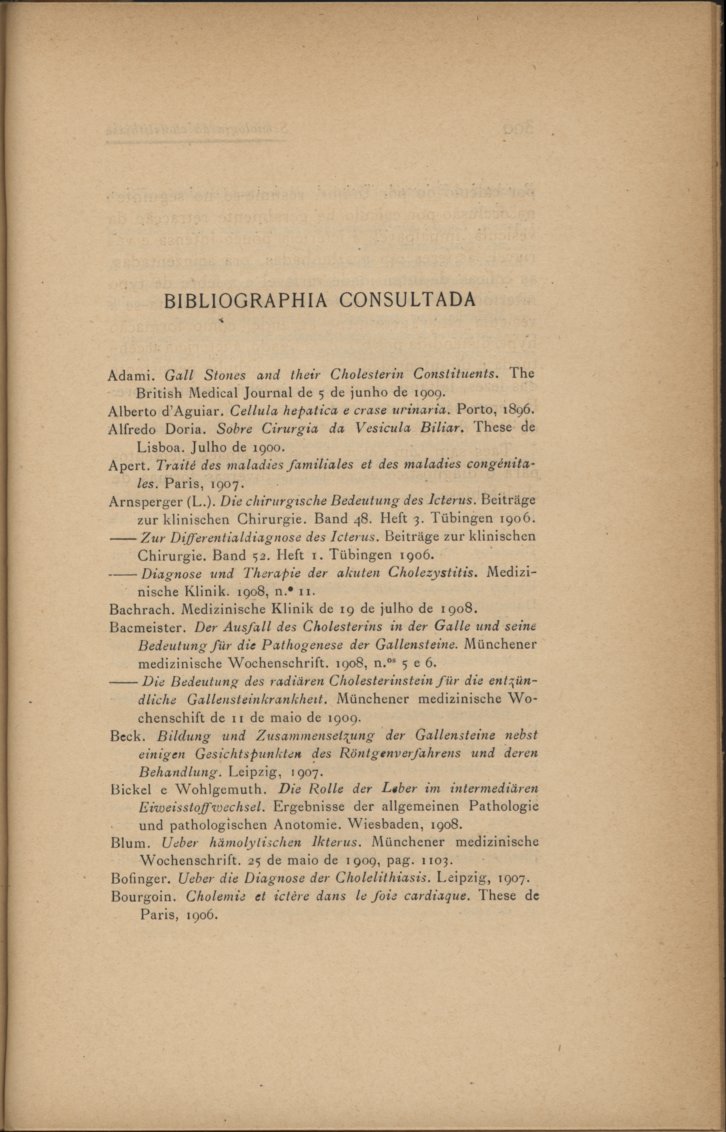 BIBLIOGRAPHIA CONSULTADA
Adami. Gall Stones and their Cholesterin Constituents. The
British Medical Journal de 5 de junho de 1909.
Alberto d'Aguiar. Cellula hepatica e crase urinaria. Porto, 1896.
Alfredo Doria. Sobre Cirurgia da Vesicula Biliar. These de
Lisboa. Julho de 1900.
Apert. Traité des maladies familiales et des maladies congénita-
les. Paris, 1907.
Arnsperger (L.). Die chirurgische Bedeutung des Icterus. Beiträge
zur klinischen Chirurgie. Band 48. Heft 3. Tübingen 1906.
—— Zur Differentialdiagnose des Icterus. Beiträge zur klinischen
Chirurgie. Band 52. Heft 1. Tübingen 1906.
—— Diagnose und Therapie der akuten Cholezystitis. Medizi-
nische Klinik. 1908, n.º 11.
Bachrach. Medizinische Klinik de 19 de julho de 1908.
Bacmeister. Der Ausfall des Cholesterins in der Galle und seine
Bedeutung für die Pathogenese der Gallensteine. Münchener
medizinische Wochenschrift. 1908, n.os 5 e 6.
—— Die Bedeutung des radiären Cholesterinstein für die entzün-
dliche Gallensteinkrankheit. Münchener medizinische Wo-
chenschift de 11 de maio de 1909.
Beck. Bildung und Zusammensetzung der Gallensteine nebst
einigen Gesichtspunkten des Röntgenverfahrens und deren
Behandlung. Leipzig, 1907.
Bickel e Wohlgemuth. Die Rolle der Leber im intermediären
Eiweisstoffwechsel. Ergebnisse der allgemeinen Pathologie
und pathologischen Anotomie. Wiesbaden, 1908.
Blum. Ueber hämolytischen Ikterus. Münchener medizinische
Wochenschrift. 25 de maio de 1909, pag. 1103.
Bofinger. Ueber die Diagnose der Cholelithiasis. Leipzig, 1907.
Bourgoin. Cholemie et ictère dans le foie cardiaque. These de
Paris, 1906.